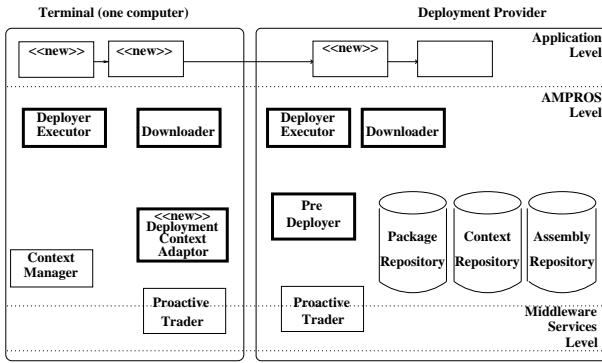 Terminal (one computer)
Deployment Provider
Application
Level
<<new>>
<<new>>
<<new>>
AMPROS
Level
Deployer
Executor
Downloader
Deployer
Executor
Downloader
<<new>>
Deployment
Context
Adaptor
Pre
Deployer
Package
Repository
Context
Repository
Assembly
Repository
Context
Manager
Proactive
Trader
Proactive
Trader
Middleware
Services
Level